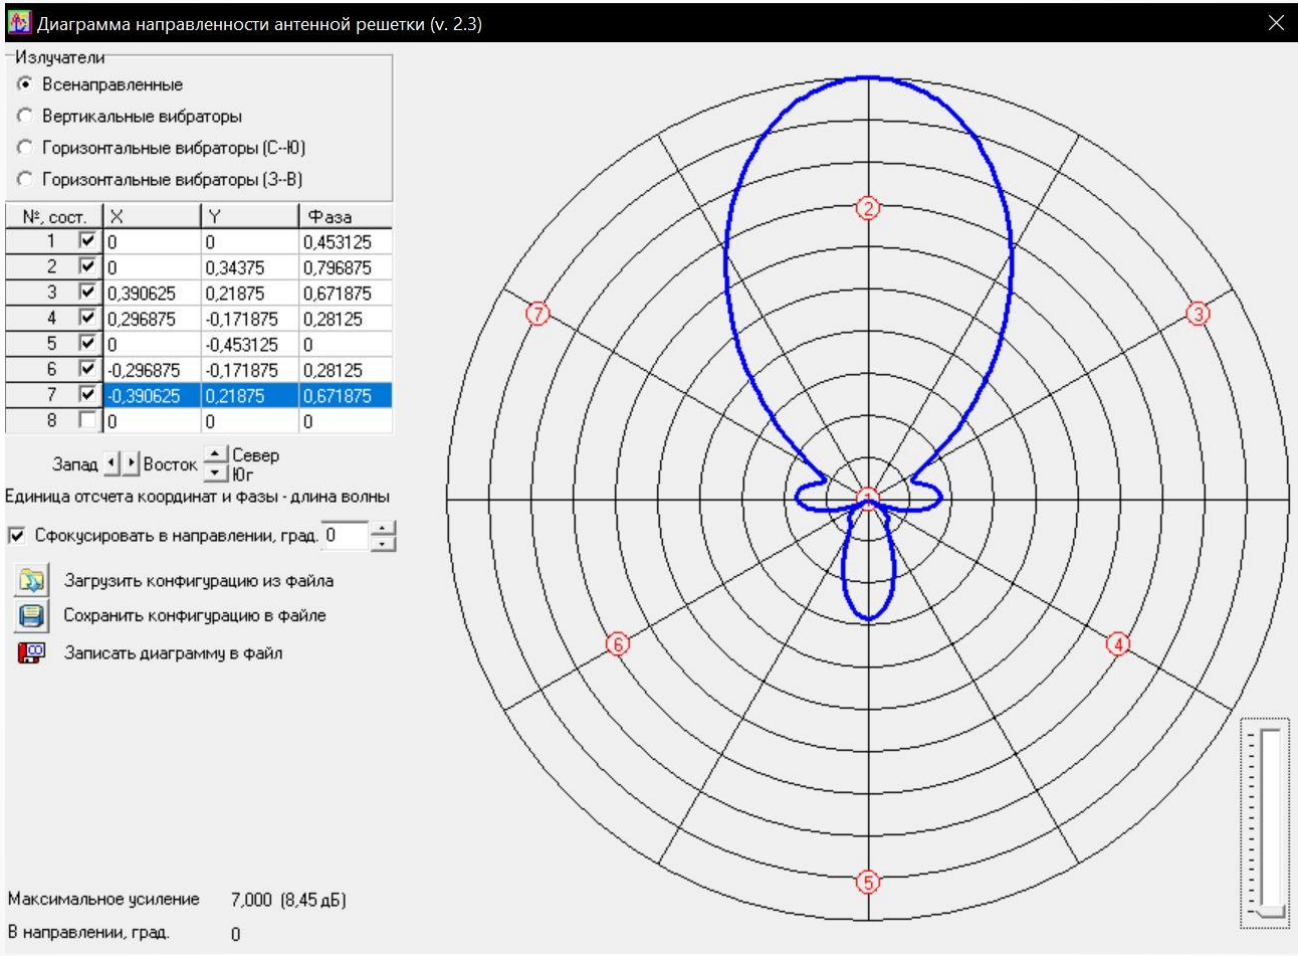 Диаграмма направленности антенной решетки (v. 2.3)
Излучатели
Всенаправленные
Вертикальные вибраторы
Горизонтальные вибраторы (С--Ю)
Горизонтальные вибраторы (З--В)
№, сост. X Y Фаза
1 0 0 0,453125
2 0 0,34375 0,796875
3 0,390625 0,21875 0,671875
4 0,296875 -0,171875 0,28125
5 0 -0,453125 0
6 -0,296875 -0,171875 0,28125
7 -0,390625 0,21875 0,671875
8 0 0 0
Запад Восток Север
Юг
Единица отсчета координат и фазы - длина волны
Сфокусировать в направлении, град. 0
Загрузить конфигурацию из файла
Сохранить конфигурацию в файле
Записать диаграмму в файл
Максимальное усиление 7,000 (8,45 дБ)
В направлении, град. 0
2
7
3
1
6
4
5